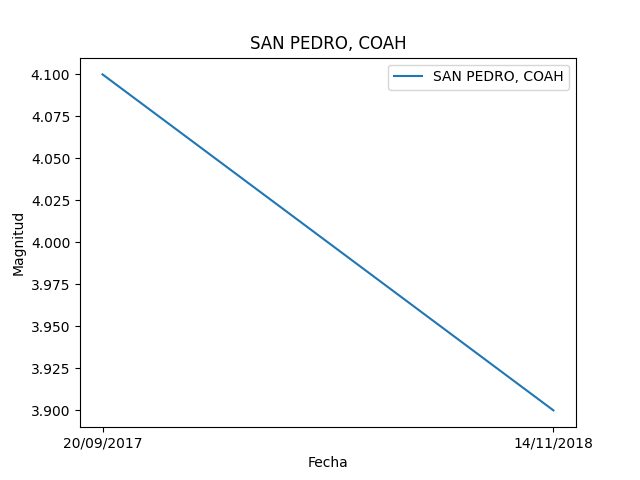 SAN PEDRO, COAH
SAN PEDRO, COAH
4.100
4.075
4.050
4.025
4.000
3.975
3.950
3.925
3.900
Magnitud
20/09/2017
14/11/2018
Fecha